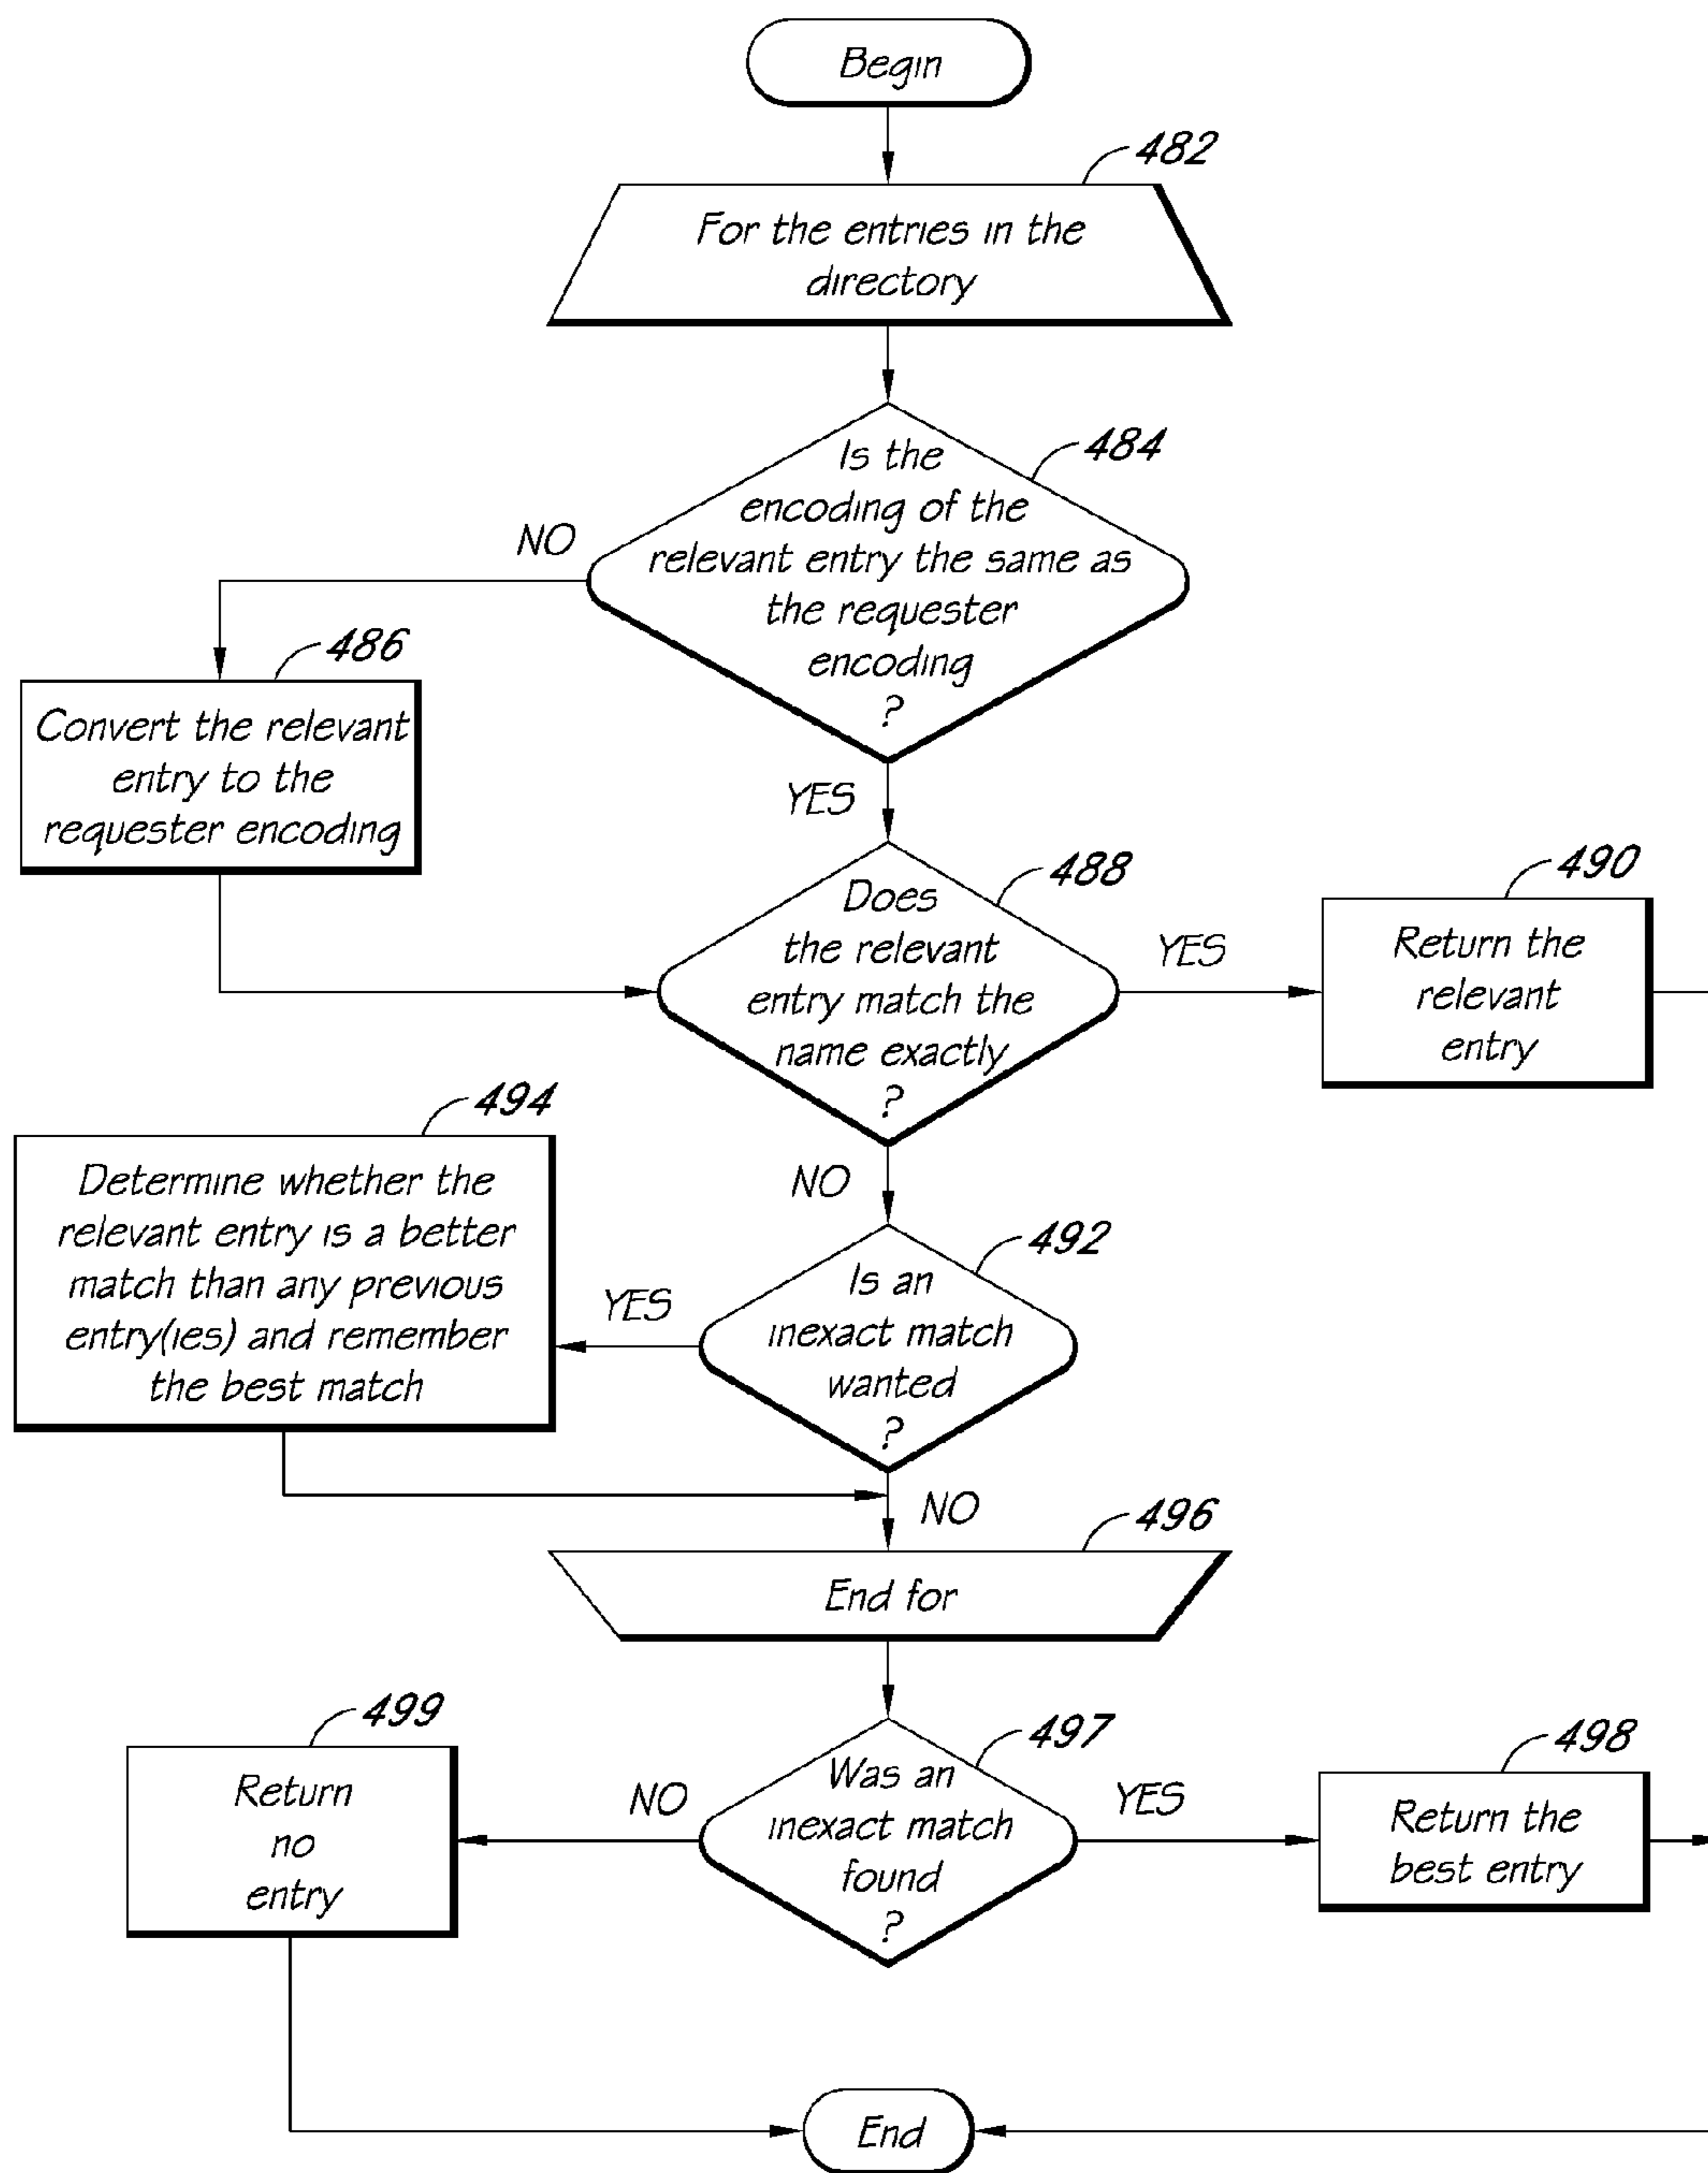 Begin
482
For the entries in the
directory
484
Is the
encoding of the
relevant entry the same as
the requester
encoding
?
NO
YES
486
Convert the relevant
entry to the
requester encoding
488
Does
the relevant
entry match the
name exactly
?
YES
NO
490
Return the
relevant
entry
492
Is an
inexact match
wanted
?
YES
NO
494
Determine whether the
relevant entry is a better
match than any previous
entry(ies) and remember
the best match
496
End for
497
Was an
inexact match
found
?
NO
YES
499
Return
no
entry
498
Return the
best entry
End